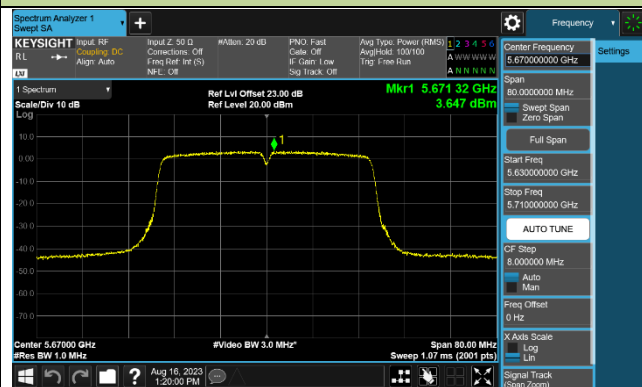 Spectrum Analyzer 1
Swept SA
+
Frequency
KEYSIGHT
RL
LXI
Input: RF
Coupling: DC
Align: Auto
Input Z: 50 Ω
Corrections: Off
Freq Ref: Int (S)
NFE: Off
#Atten: 20 dB
PNO: Fast
Gate: Off
IF Gain: Low
Sig Track: Off
Avg Type: Power (RMS)
Avg|Hold: 100/100
Trig: Free Run
1 2 3 4 5 6
A W W W W W
A N N N N N
Center Frequency
5.670000000 GHz
Settings
Span
80.0000000 MHz
Swept Span
Zero Span
Full Span
Start Freq
5.630000000 GHz
Stop Freq
5.710000000 GHz
AUTO TUNE
CF Step
8.000000 MHz
Auto
Man
Freq Offset
0 Hz
X Axis Scale
Log
Lin
Signal Track
(Span Zoom)
1 Spectrum
Scale/Div 10 dB
Log
Ref Lvl Offset 23.00 dB
Ref Level 20.00 dBm
Mkr1 5.671 32 GHz
3.647 dBm
1
10.0
0.00
-10.0
-20.0
-30.0
-40.0
-50.0
-60.0
-70.0
Center 5.67000 GHz
#Res BW 1.0 MHz
#Video BW 3.0 MHz*
Span 80.00 MHz
Sweep 1.07 ms (2001 pts)
?
Aug 16, 2023
1:20:00 PM